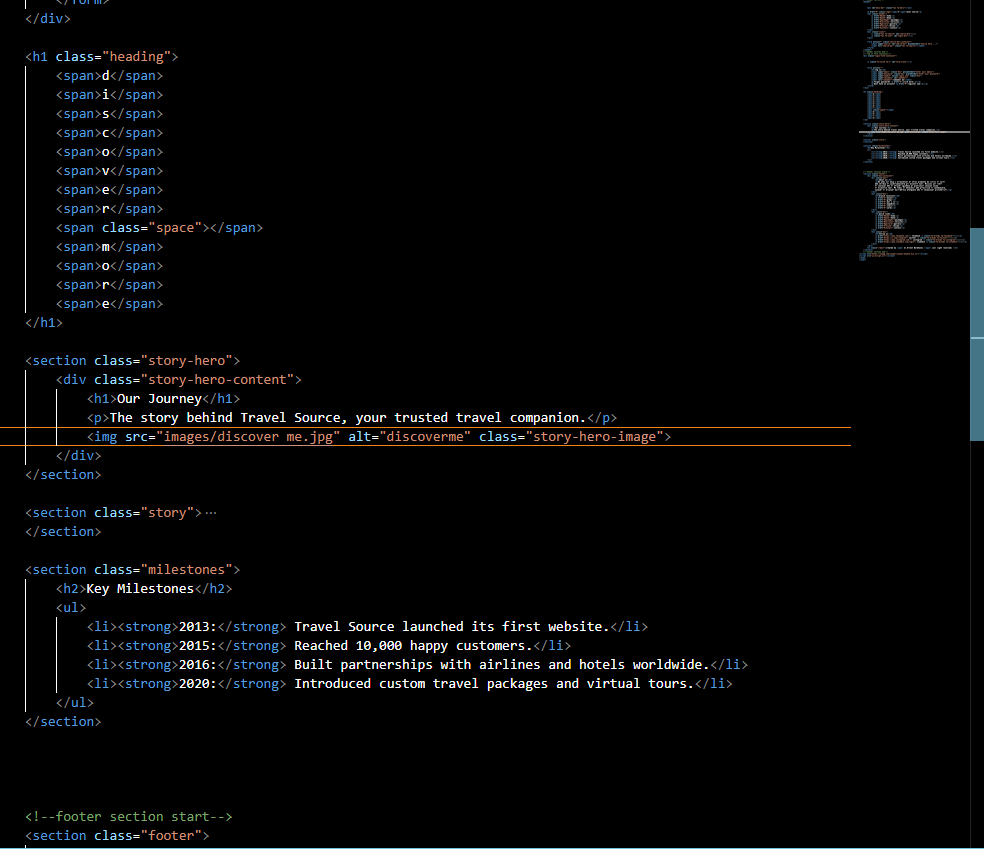 </form>
</div>
<h1 class="heading">
<span>d</span>
<span>i</span>
<span>s</span>
<span>c</span>
<span>o</span>
<span>v</span>
<span>e</span>
<span>r</span>
<span class="space"></span>
<span>m</span>
<span>o</span>
<span>r</span>
<span>e</span>
</h1>
<section class="story-hero">
<div class="story-hero-content">
<h1>Our Journey</h1>
<p>The story behind Travel Source, your trusted travel companion.</p>
<img src="images/discover me.jpg" alt="discoverme" class="story-hero-image">
</div>
</section>
<section class="story">…
</section>
<section class="milestones">
<h2>Key Milestones</h2>
<ul>
<li><strong>2013:</strong> Travel Source launched its first website.</li>
<li><strong>2015:</strong> Reached 10,000 happy customers.</li>
<li><strong>2016:</strong> Built partnerships with airlines and hotels worldwide.</li>
<li><strong>2020:</strong> Introduced custom travel packages and virtual tours.</li>
</ul>
</section>
<!--footer section start-->
<section class="footer">